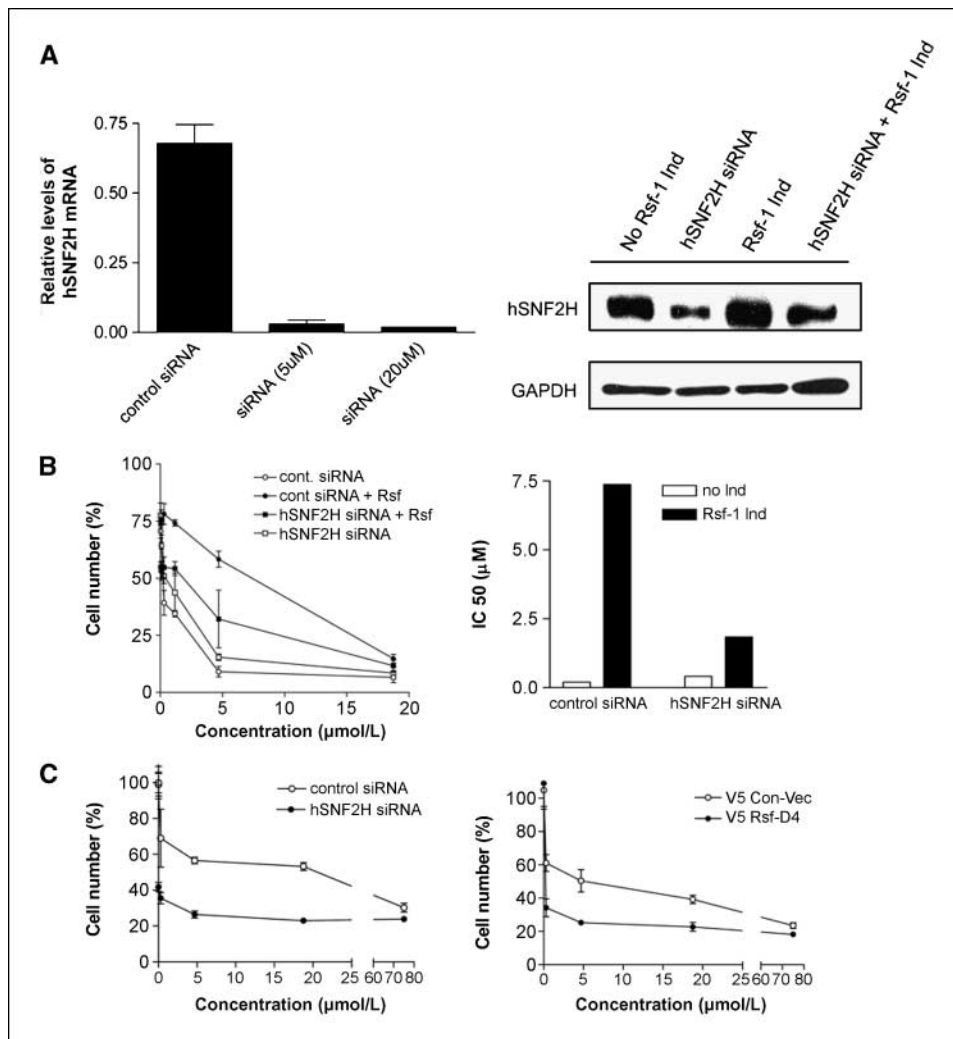 A
Relative levels of
hSNF2H mRNA
0.75
0.50
0.25
0.00
control siRNA
siRNA (5uM)
siRNA (20uM)
No Rsf-1 Ind
hSNF2H siRNA
Rsf-1 Ind
hSNF2H siRNA + Rsf-1 Ind
hSNF2H
GAPDH
B
Cell number (%)
100
75
50
25
0
0 5 10 15 20
Concentration (µmol/L)
cont. siRNA
cont siRNA + Rsf
hSNF2H siRNA + Rsf
hSNF2H siRNA
IC 50 (µM)
7.5
5.0
2.5
0.0
control siRNA hSNF2H siRNA
no Ind
Rsf-1 Ind
C
Cell number (%)
100
80
60
40
20
0
0 5 10 15 20 25 60 70 80
Concentration (µmol/L)
control siRNA
hSNF2H siRNA
Cell number (%)
100
80
60
40
20
0
0 5 10 15 20 25 60 70 80
Concentration (µmol/L)
V5 Con-Vec
V5 Rsf-D4